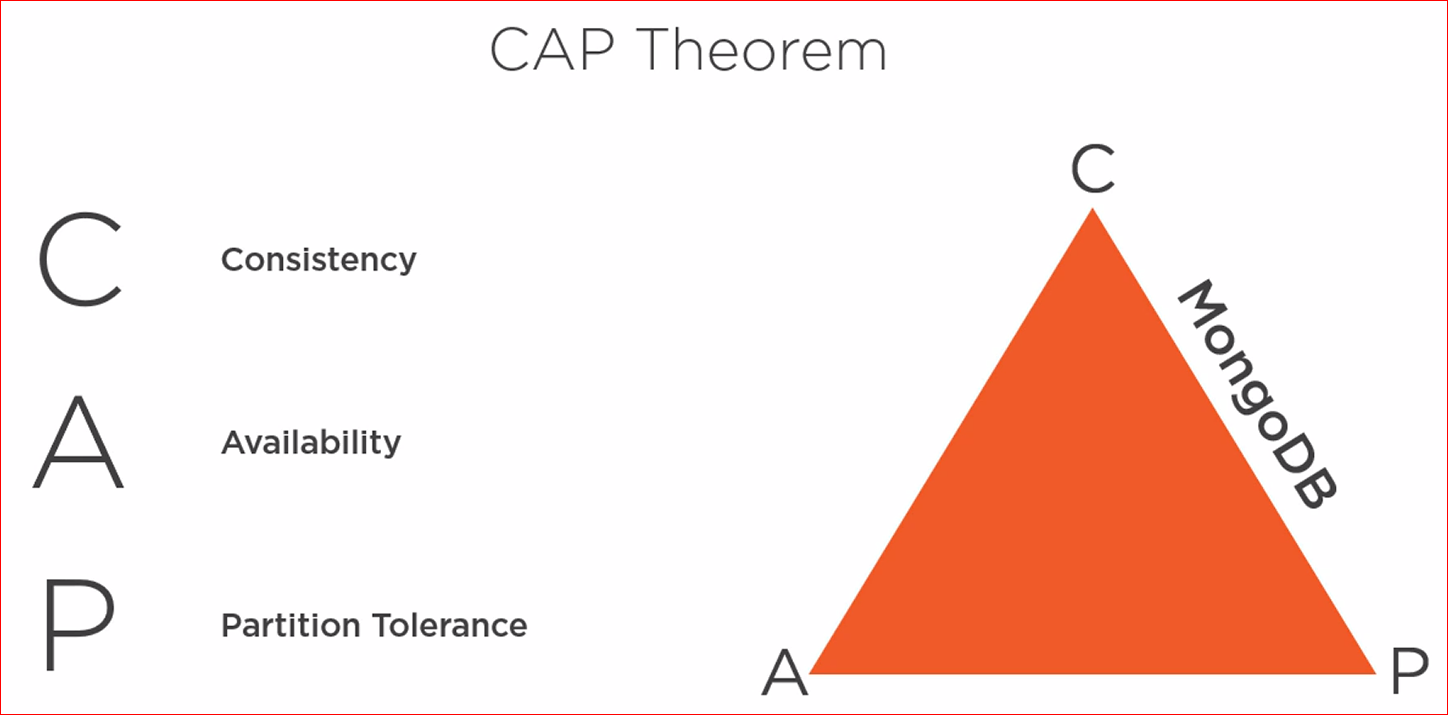 CAP Theorem
C Consistency
A Availability
P Partition Tolerance
C
MongoDB
A P